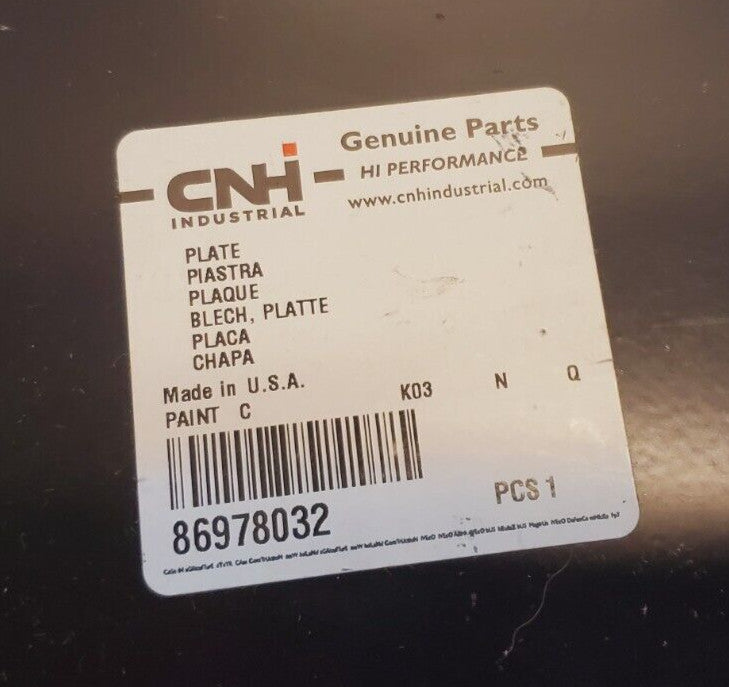 CNH
INDUSTRIAL
Genuine Parts
HI PERFORMANCE
www.cnhindustrial.com
PLATE
PIASTRA
PLAQUE
BLECH, PLATTE
PLACA
CHAPA
Made in U.S.A.
PAINT C K03 N Q
86978032
PCS 1